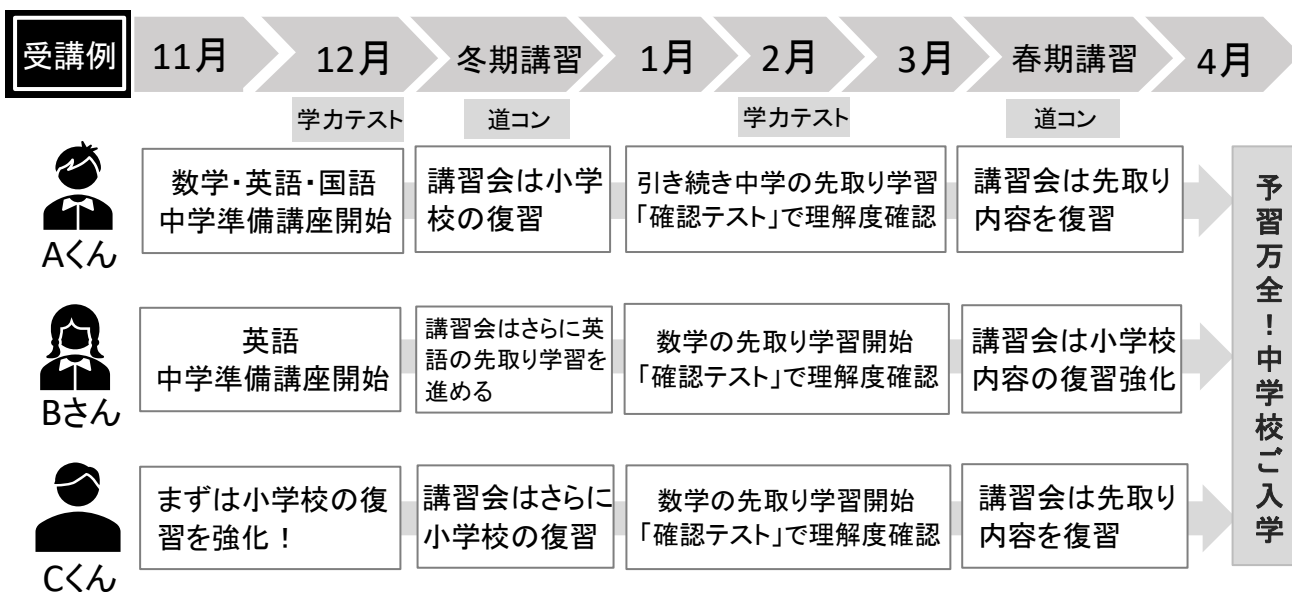 受講例
11月
12月
冬期講習
1月
2月
3月
春期講習
4月
学力テスト
道コン
学力テスト
道コン
Aくん
数学・英語・国語
中学準備講座開始
講習会は小学
校の復習
引き続き中学の先取り学習
「確認テスト」で理解度確認
講習会は先取り
内容を復習
Bさん
英語
中学準備講座開始
講習会はさらに英
語の先取り学習を
進める
数学の先取り学習開始
「確認テスト」で理解度確認
講習会は小学校
内容の復習強化
Cくん
まずは小学校の復
習を強化！
講習会はさらに
小学校の復習
数学の先取り学習開始
「確認テスト」で理解度確認
講習会は先取り
内容を復習
予習万全！中学校ご入学